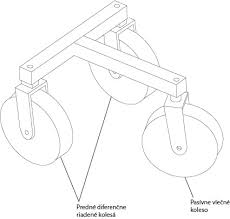 Predné diferenčne
riadené kolesá
Pasívne vlečné
koleso